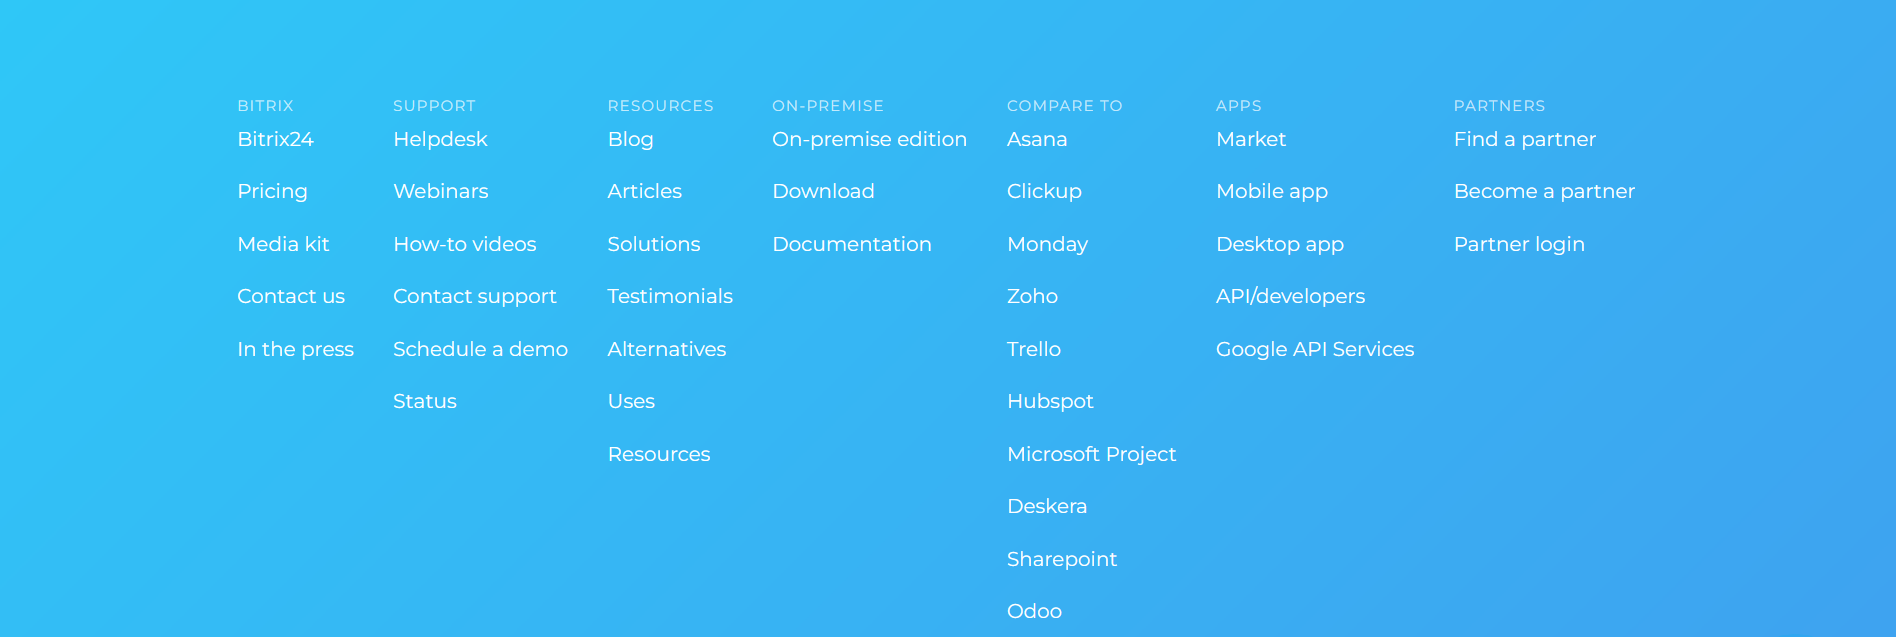 BITRIX
Bitrix24
Pricing
Media kit
Contact us
In the press
SUPPORT
Helpdesk
Webinars
How-to videos
Contact support
Schedule a demo
Status
RESOURCES
Blog
Articles
Solutions
Testimonials
Alternatives
Uses
Resources
ON-PREMISE
On-premise edition
Download
Documentation
COMPARE TO
Asana
Clickup
Monday
Zoho
Trello
Hubspot
Microsoft Project
Deskera
Sharepoint
Odoo
APPS
Market
Mobile app
Desktop app
API/developers
Google API Services
PARTNERS
Find a partner
Become a partner
Partner login